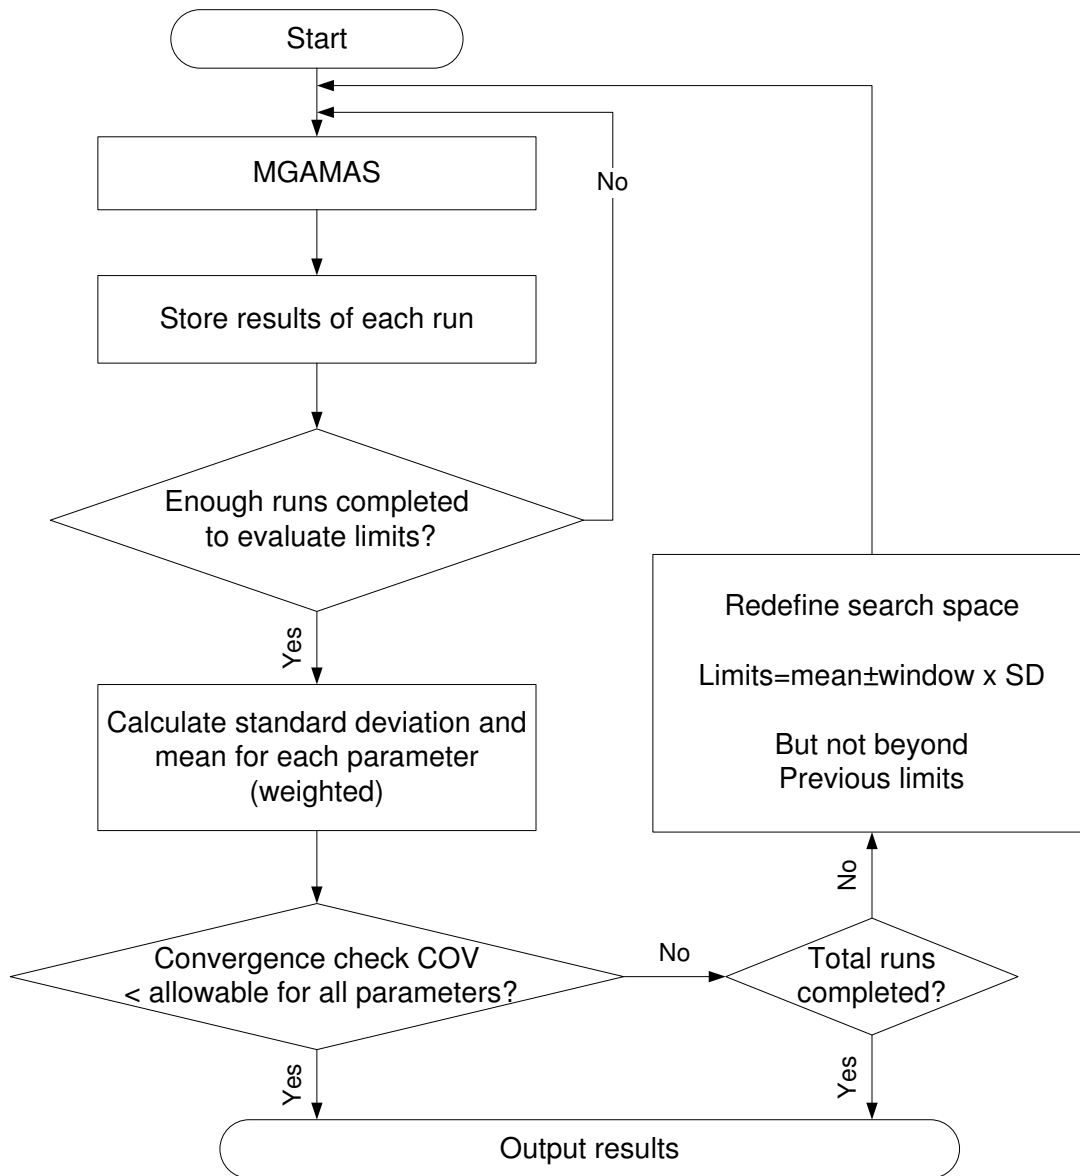 Start
MGAMAS
No
Store results of each run
Enough runs completed
to evaluate limits?
Yes
Redefine search space
Limits=mean±window x SD
But not beyond
Previous limits
Calculate standard deviation and
mean for each parameter
(weighted)
No
Convergence check COV
< allowable for all parameters?
No
Total runs
completed?
Yes
Yes
Output results